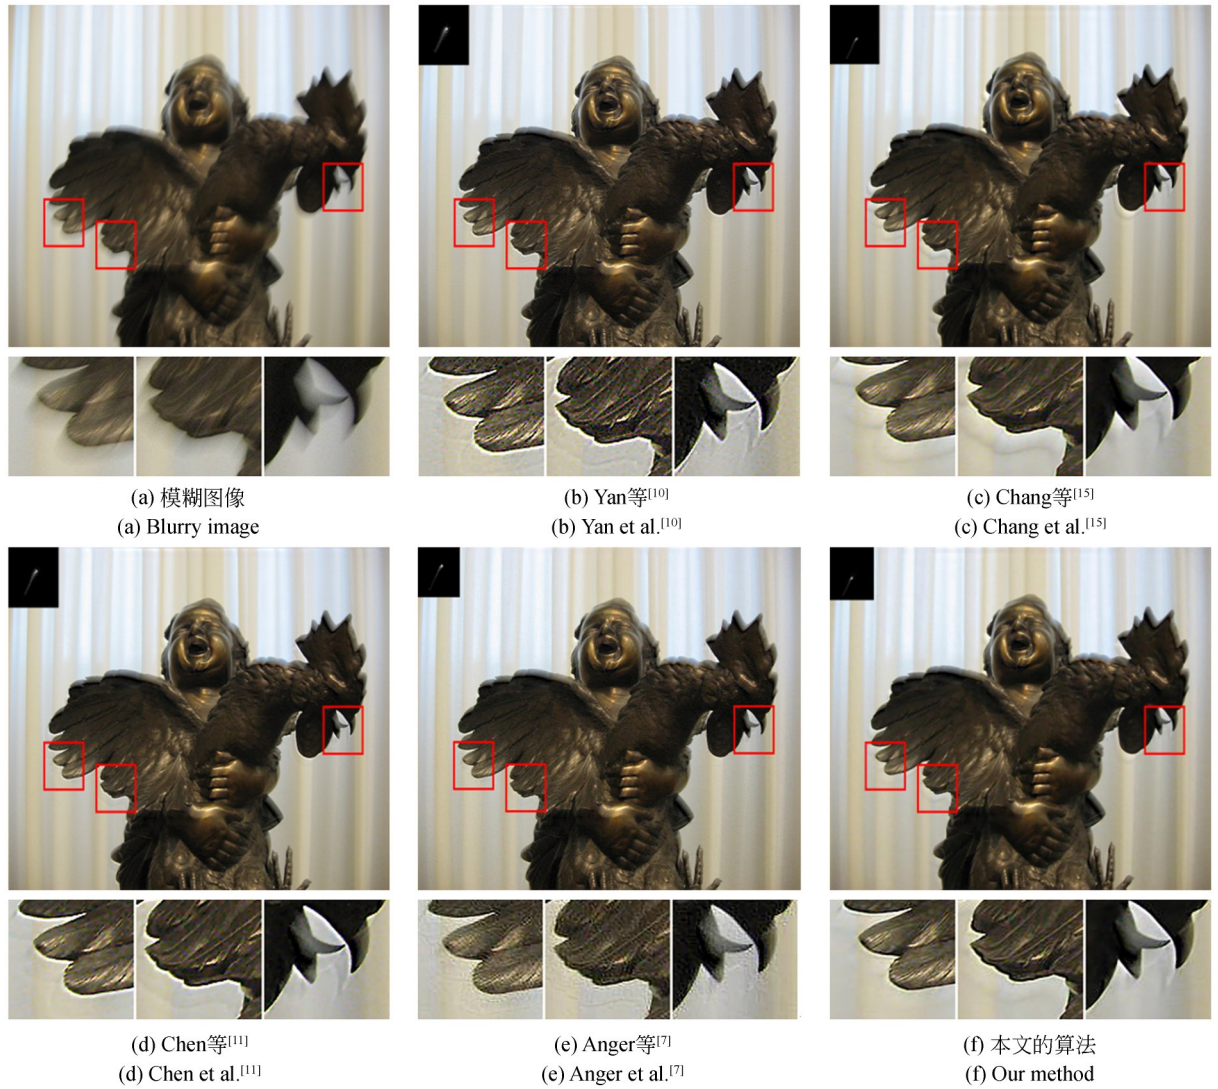 (a) 模糊图像
(a) Blurry image
(b) Yan等[10]
(b) Yan et al.[10]
(c) Chang等[15]
(c) Chang et al.[15]
(d) Chen等[11]
(d) Chen et al.[11]
(e) Anger等[7]
(e) Anger et al.[7]
(f) 本文的算法
(f) Our method